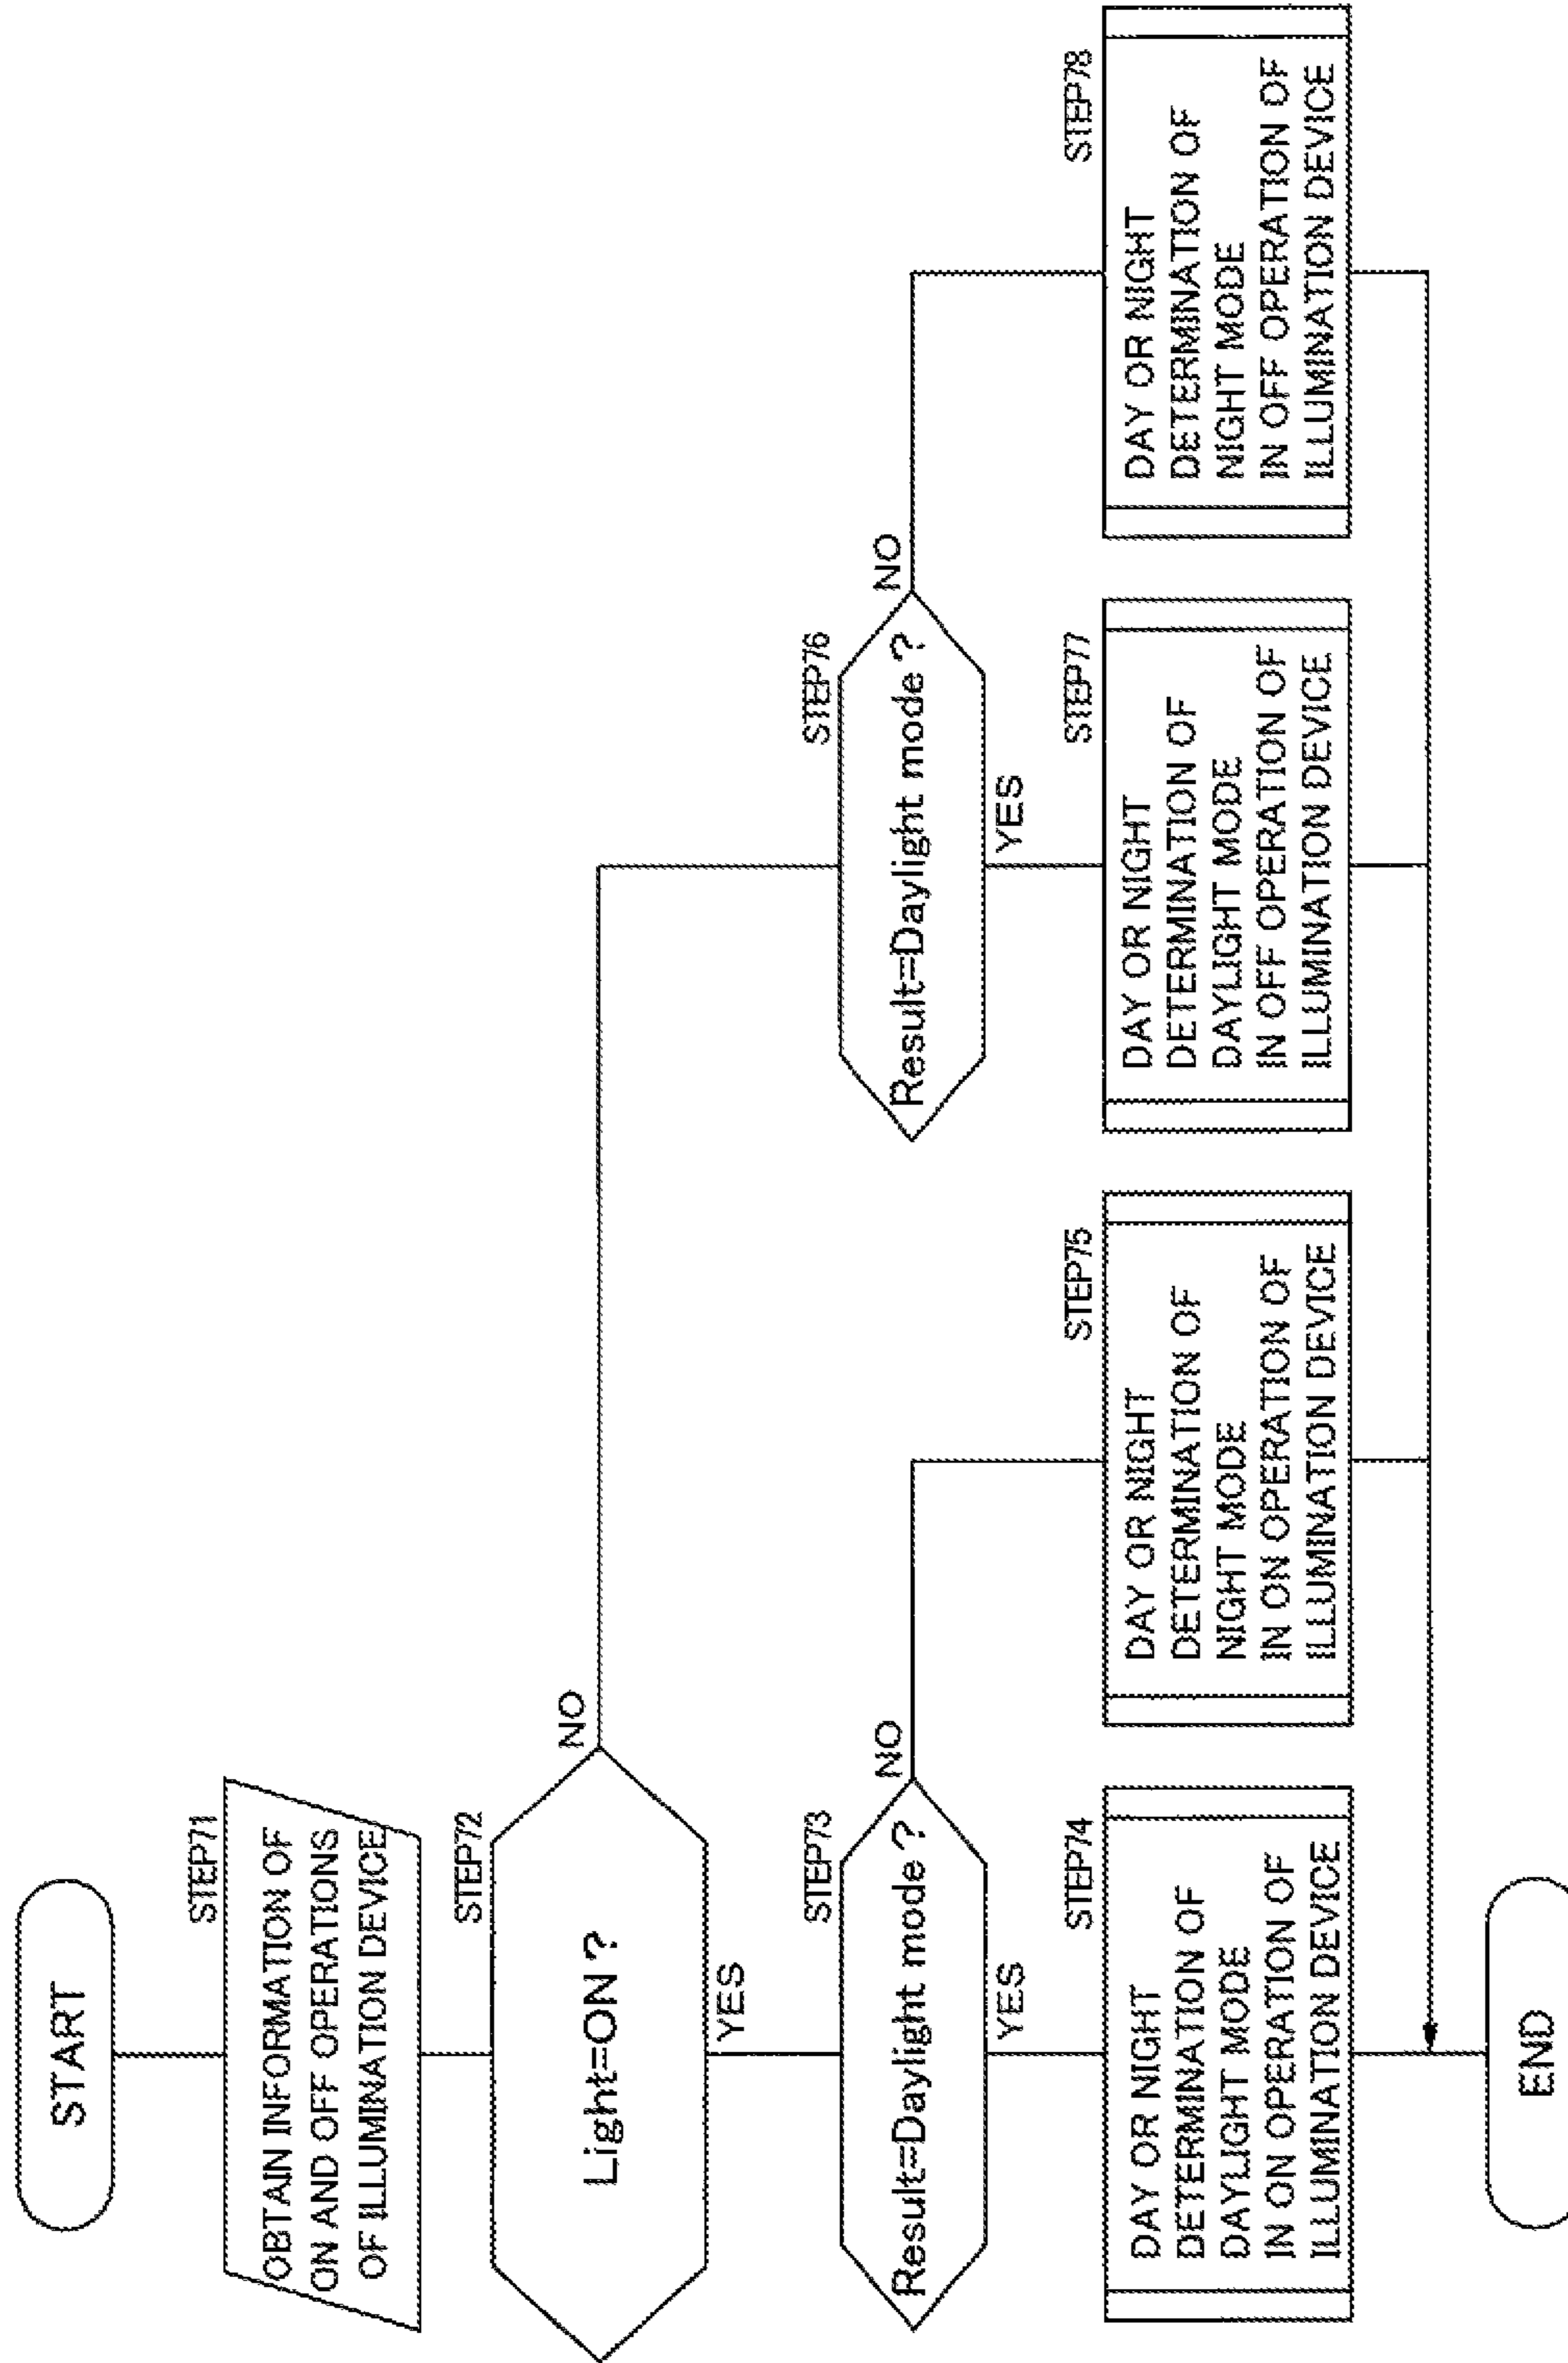 START
STEP71
OBTAIN INFORMATION OF
ON AND OFF OPERATIONS
OF ILLUMINATION DEVICE
STEP72
Light=ON?
NO
YES
STEP73
Result=Daylight mode?
NO
YES
STEP76
Result=Daylight mode?
NO
YES
STEP74
DAY OR NIGHT
DETERMINATION OF
DAYLIGHT MODE
IN ON OPERATION OF
ILLUMINATION DEVICE
STEP75
DAY OR NIGHT
DETERMINATION OF
NIGHT MODE
IN ON OPERATION OF
ILLUMINATION DEVICE
STEP77
DAY OR NIGHT
DETERMINATION OF
DAYLIGHT MODE
IN OFF OPERATION OF
ILLUMINATION DEVICE
STEP78
DAY OR NIGHT
DETERMINATION OF
NIGHT MODE
IN OFF OPERATION OF
ILLUMINATION DEVICE
END